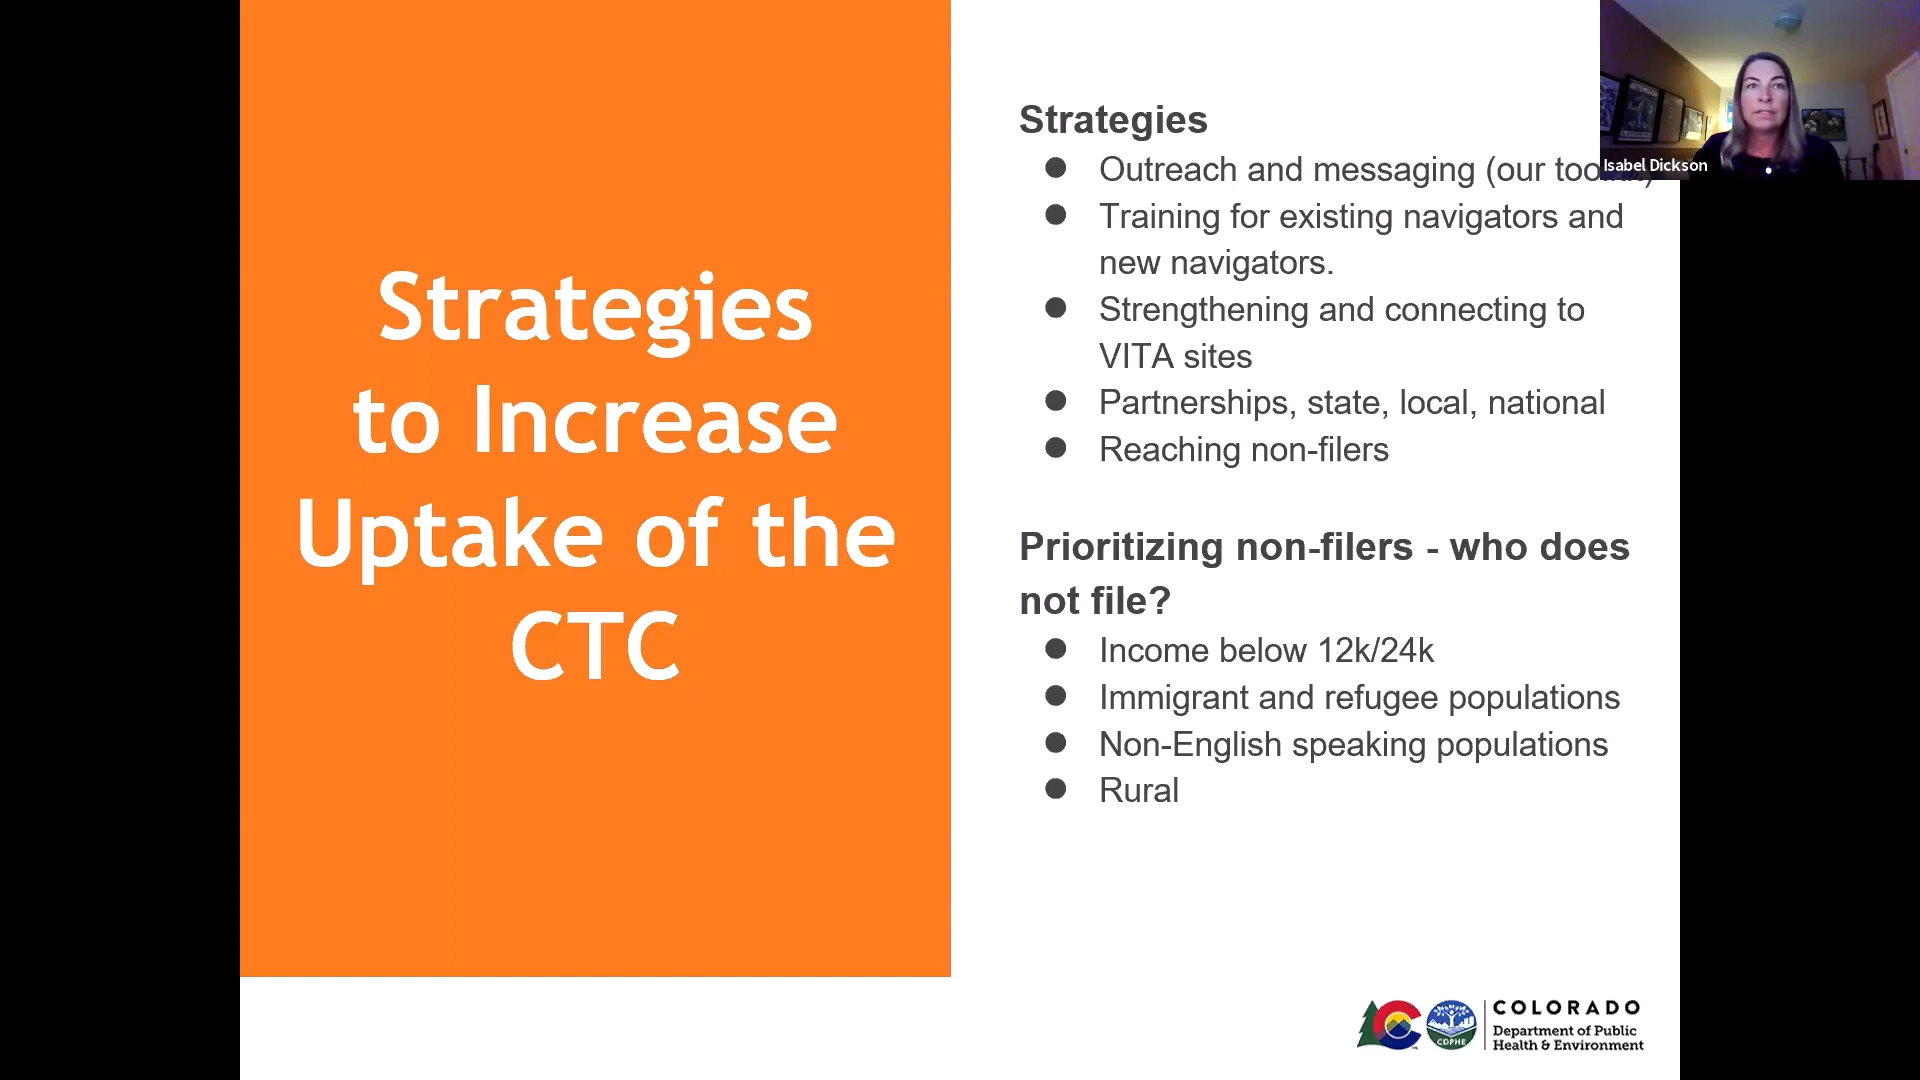 Strategies
to Increase
Uptake of the
CTC
Strategies
● Outreach and messaging (our
● Training for existing navigators and
new navigators.
● Strengthening and connecting to
VITA sites
● Partnerships, state, local, national
● Reaching non-filers
Prioritizing non-filers - who does
not file?
● Income below 12k/24k
● Immigrant and refugee populations
● Non-English speaking populations
● Rural
Isabel Dickson
CDPHE
COLORADO
Department of Public
Health & Environment